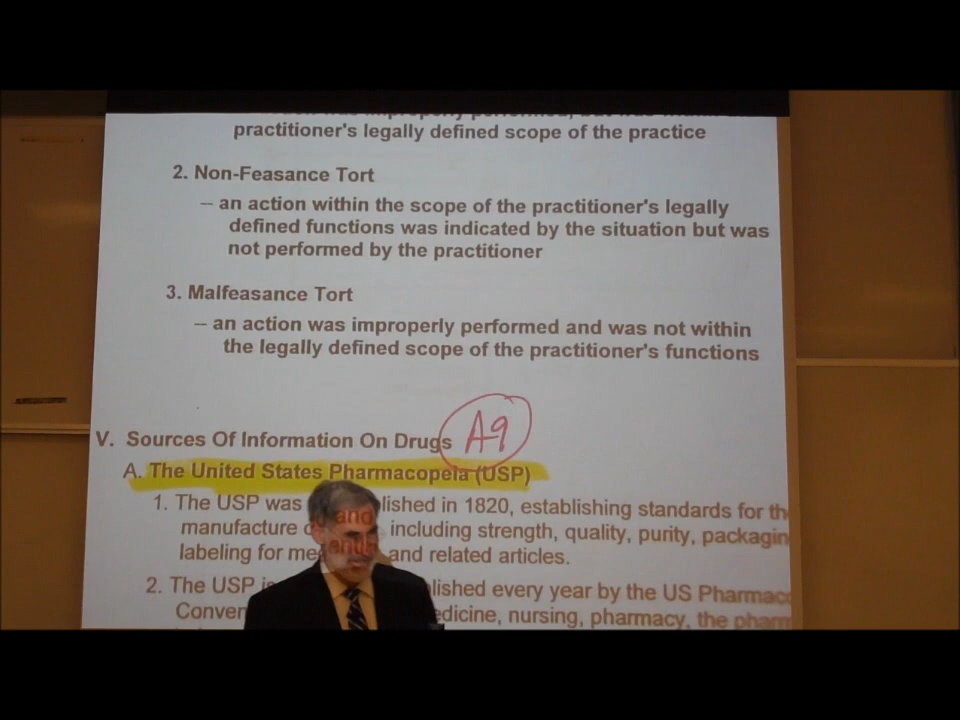 practitioner's legally defined scope of the practice
2. Non-Feasance Tort
– an action within the scope of the practitioner's legally
defined functions was indicated by the situation but was
not performed by the practitioner
3. Malfeasance Tort
– an action was improperly performed and was not within
the legally defined scope of the practitioner's functions
V. Sources Of Information On Drugs A9
A. The United States Pharmacopeia (USP)
1. The USP was lished in 1820, establishing standards for th
manufacture including strength, quality, purity, packagin
labeling for me and and related articles.
2. The USP lished every year by the US Pharmac
Conven edicine, nursing, pharmacy, the pharm